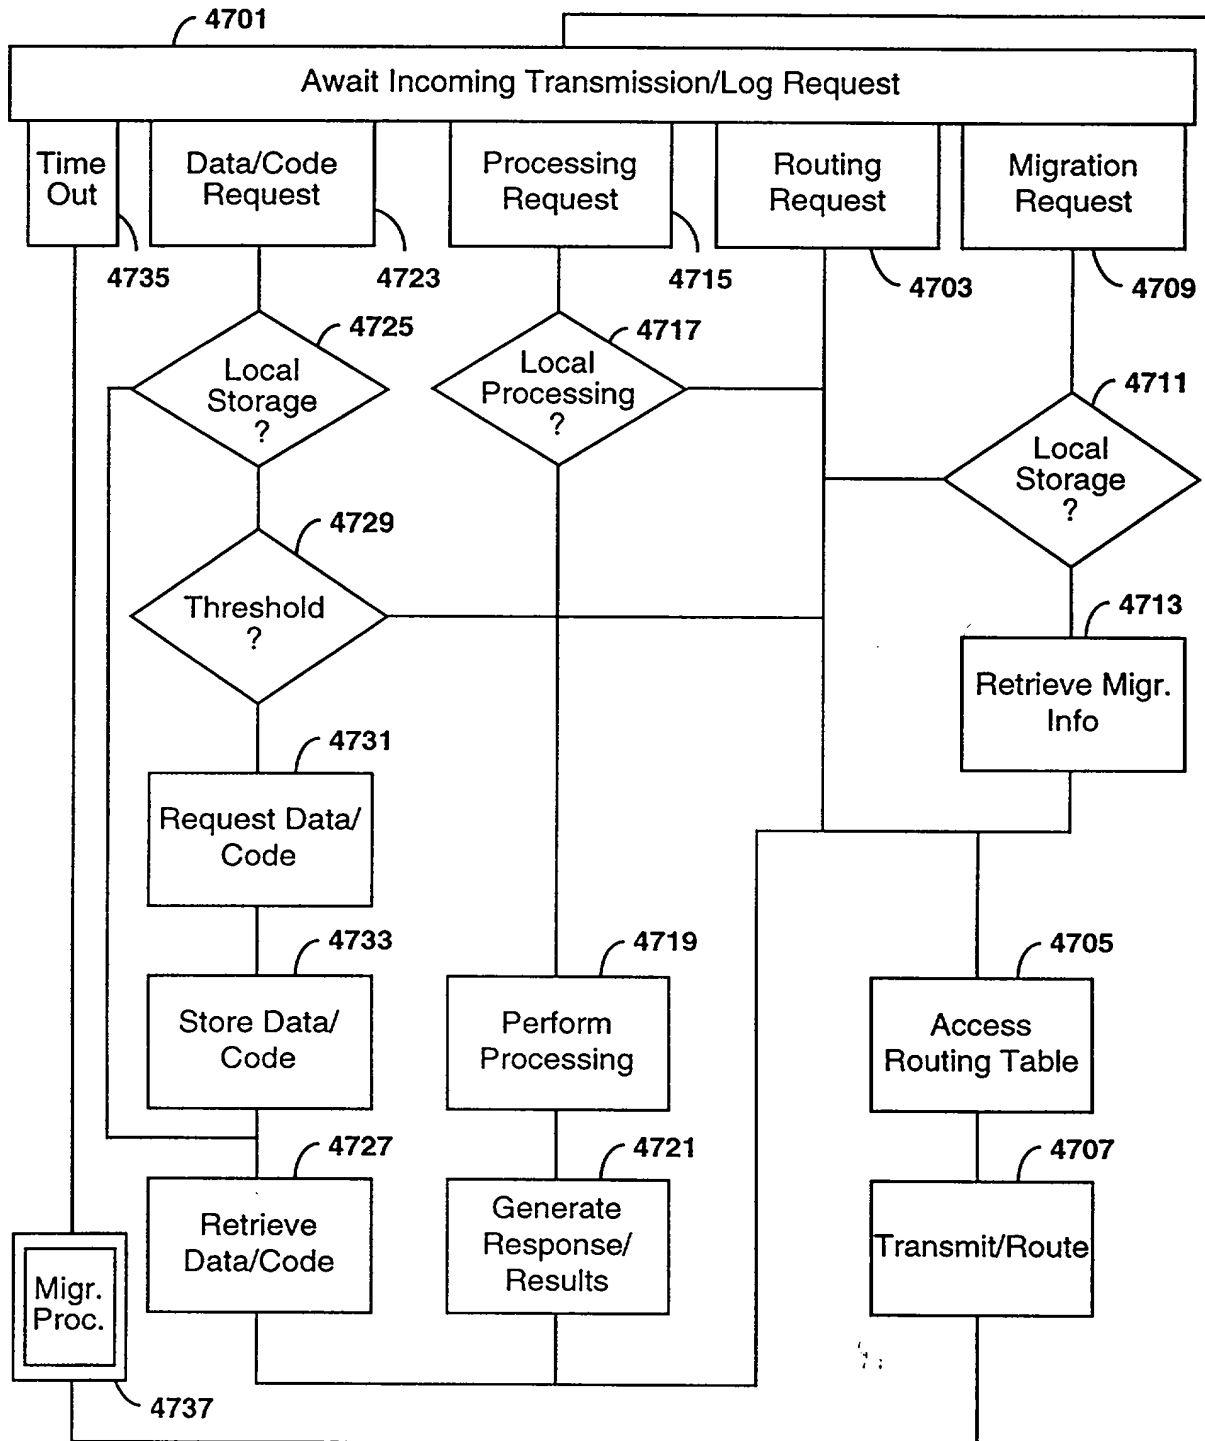 4701
Await Incoming Transmission/Log Request
Time
Out
Data/Code
Request
Processing
Request
Routing
Request
Migration
Request
4735
4723
4715
4703
4709
4725
Local
Storage
?
4717
Local
Processing
?
4711
Local
Storage
?
4729
Threshold
?
4713
Retrieve Migr.
Info
4731
Request Data/
Code
4733
Store Data/
Code
4719
Perform
Processing
4705
Access
Routing Table
4727
Retrieve
Data/Code
4721
Generate
Response/
Results
4707
Transmit/Route
Migr.
Proc.
4737